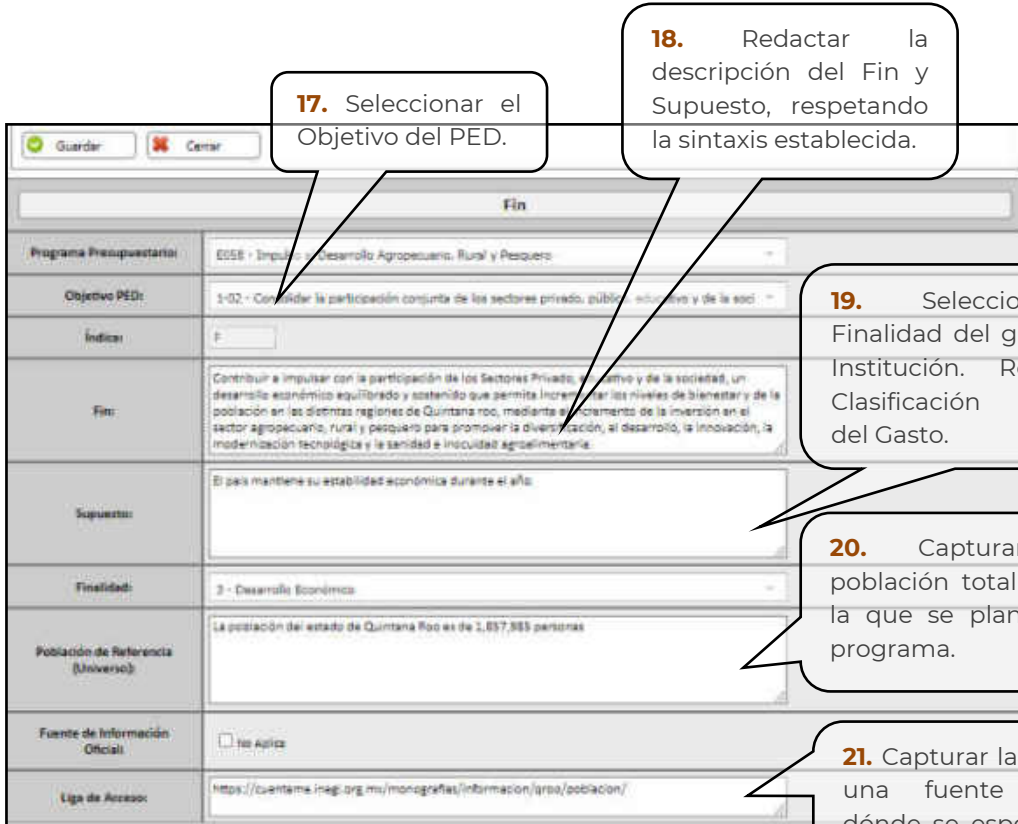 18. Redactar la
descripción del Fin y
Supuesto, respetando
la sintaxis establecida.
17. Seleccionar el
Objetivo del PED.
Guardar
Cerrar
Fin
Programa Presupuestario:
E058 - Impulso Desarrollo Agropecuario, Rural y Pesquero
Objetivo PED:
1-02 - Consolidar la participación conjunta de los sectores privado, público, educativo y de la soci
Índice:
F
Fin:
Contribuir a impulsar con la participación de los Sectores Privado, educativo y de la sociedad, un
desarrollo económico equilibrado y sostenido que permita incrementar los niveles de bienestar y de la
población en las distintas regiones de Quintana roo, mediante el incremento de la inversión en el
sector agropecuario, rural y pesquero para promover la diversificación, el desarrollo, la innovación, la
modernización tecnológica y la sanidad e inocuidad agroalimentaria.
Supuesto:
El país mantiene su estabilidad económica durante el año.
Finalidad:
3 - Desarrollo Económico
Población de Referencia
(Universo):
La población del estado de Quintana Roo es de 1,857,985 personas
Fuente de Información
Oficial:
No Aplica
Liga de Acceso:
https://cuentame.inegi.org.mx/monografias/informacion/qroo/poblacion/
19. Seleccio
Finalidad del g
Institución. R
Clasificación
del Gasto.
20. Captura
población total
la que se plan
programa.
21. Capturar la
una fuente
dónde se esp